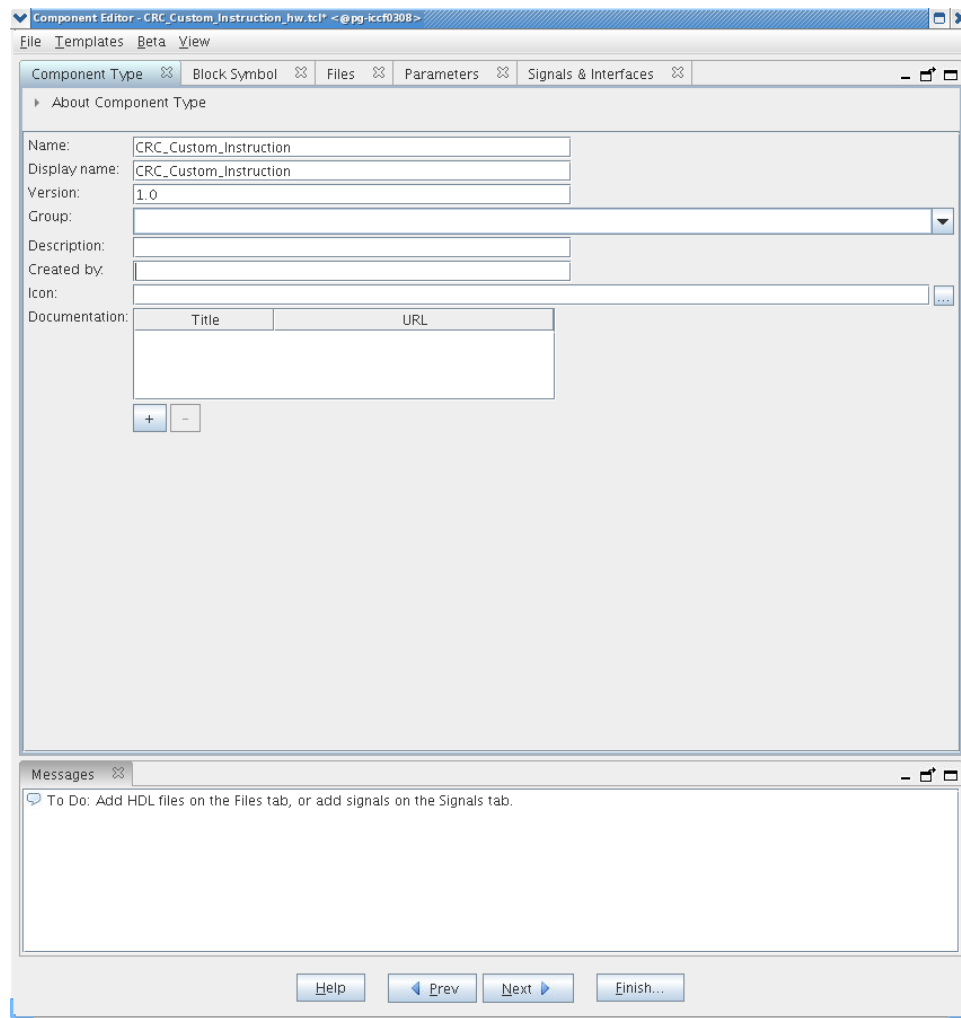 Component Editor - CRC_Custom_Instruction_hw.tcl* <@pg-iccf0308>
File Templates Beta View
Component Type Block Symbol Files Parameters Signals & Interfaces
About Component Type
Name: CRC_Custom_Instruction
Display name: CRC_Custom_Instruction
Version: 1.0
Group:
Description:
Created by:
Icon: ...
Documentation: Title URL
+ -
Messages
To Do: Add HDL files on the Files tab, or add signals on the Signals tab.
Help Prev Next Finish...